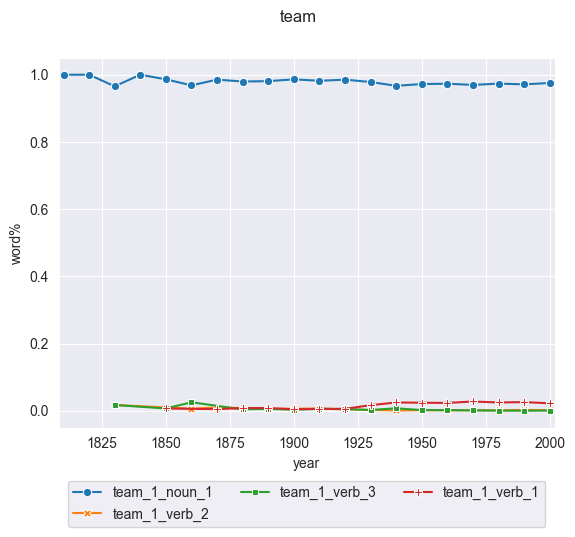 team
1.0
0.8
0.6
0.4
0.2
0.0
word%
1825 1850 1875 1900 1925 1950 1975 2000
year
team_1_noun_1 team_1_verb_3 team_1_verb_1
team_1_verb_2